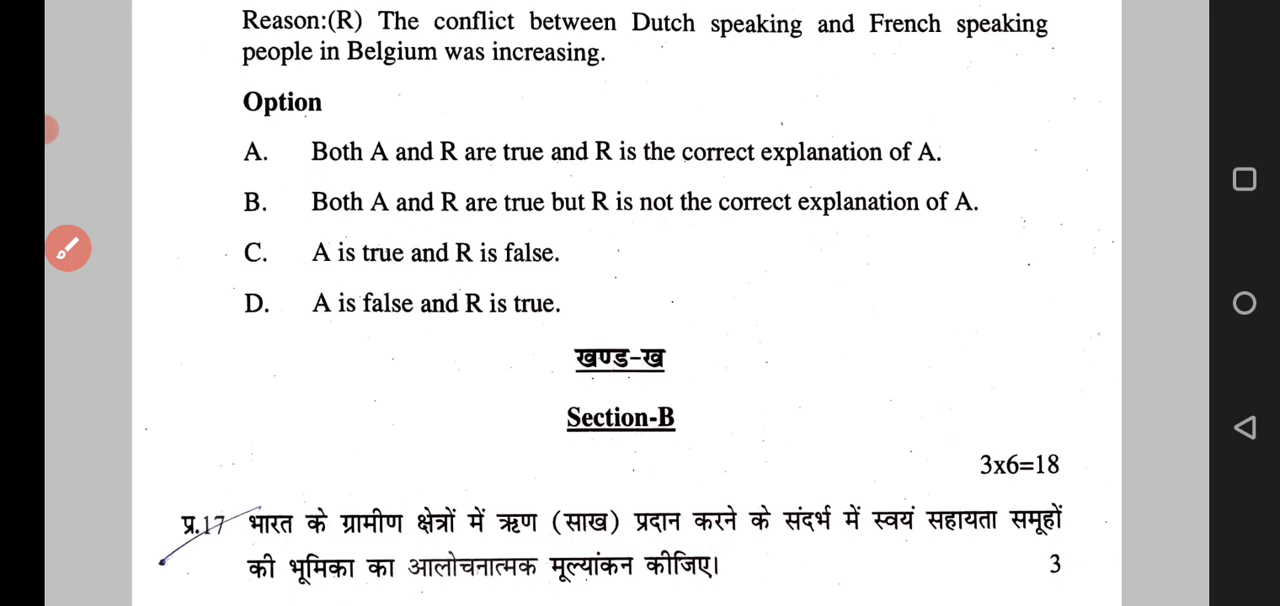 Reason:(R) The conflict between Dutch speaking and French speaking
people in Belgium was increasing.
Option
A. Both A and R are true and R is the correct explanation of A.
B. Both A and R are true but R is not the correct explanation of A.
C. A is true and R is false.
D. A is false and R is true.
खण्ड-ख
Section-B
3x6=18
प्र.17 भारत के ग्रामीण क्षेत्रों में ऋण (साख) प्रदान करने के संदर्भ में स्वयं सहायता समूहों
की भूमिका का आलोचनात्मक मूल्यांकन कीजिए। 3